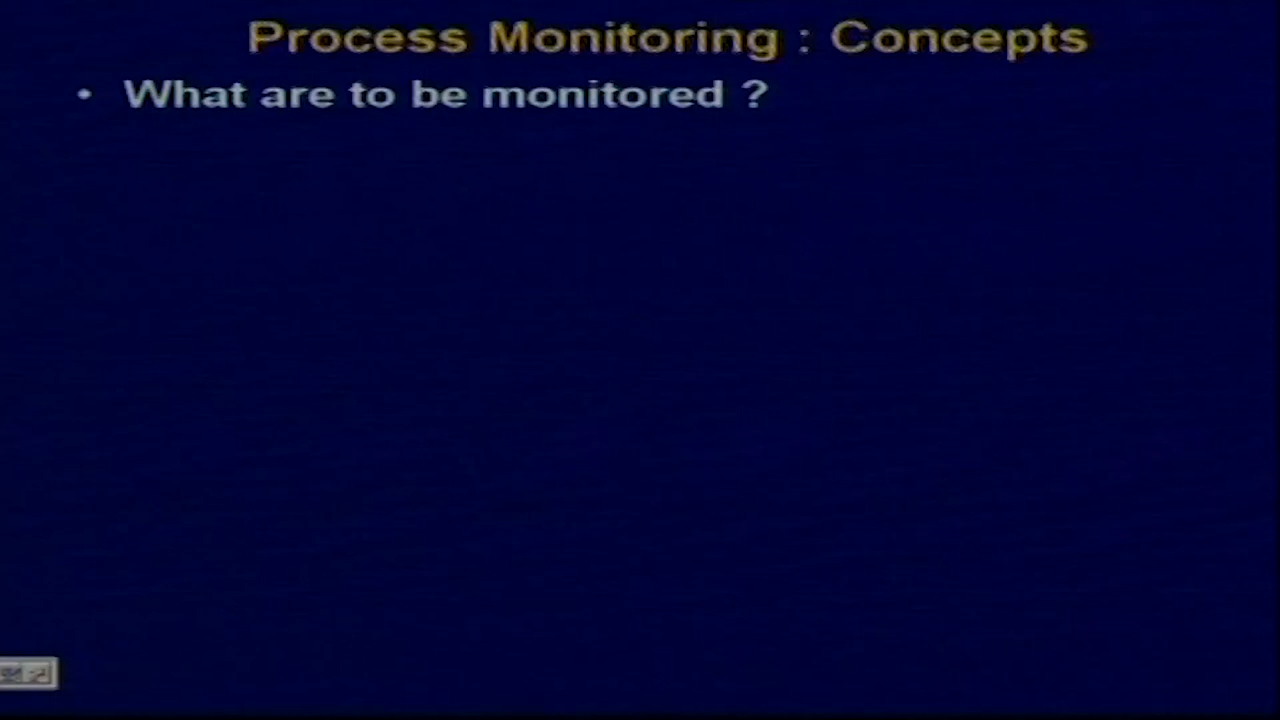 Process Monitoring : Concepts
• What are to be monitored ?